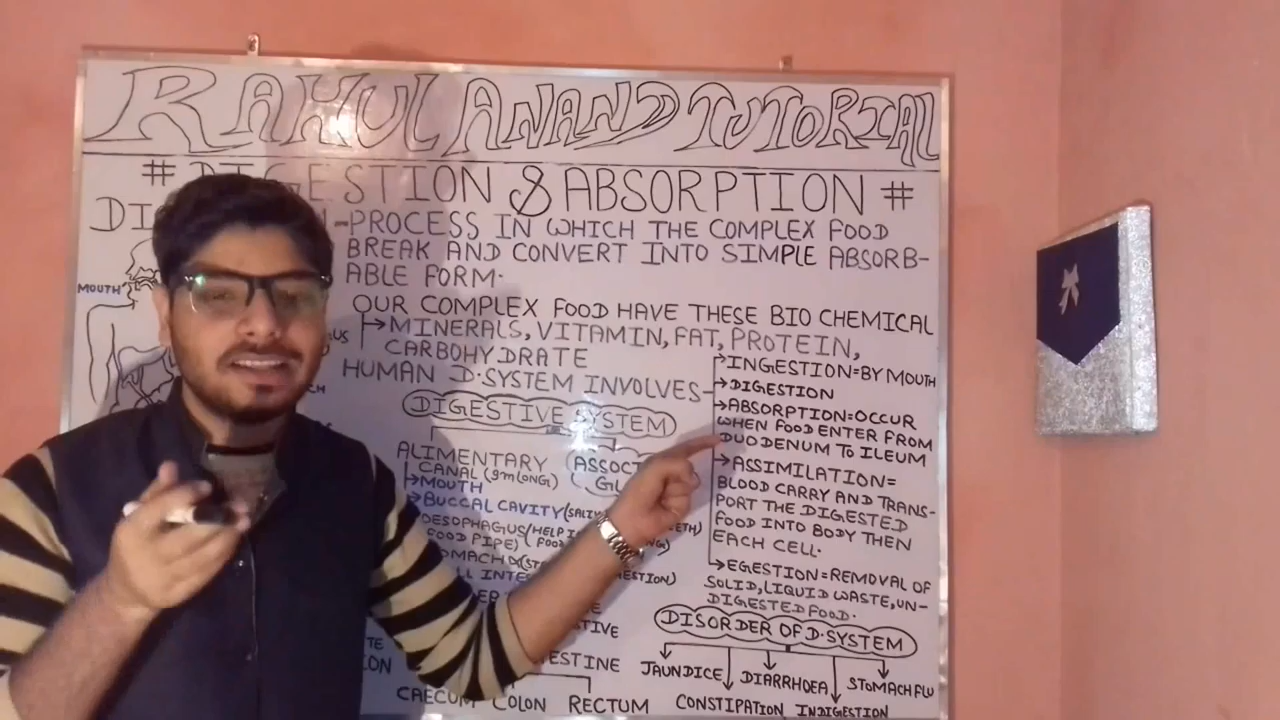 RAHUL ANAND TUTORIAL
# DIGESTION & ABSORPTION #
-PROCESS IN WHICH THE COMPLEX FOOD
BREAK AND CONVERT INTO SIMPLE ABSORB-
ABLE FORM.
MOUTH
OUR COMPLEX FOOD HAVE THESE BIO CHEMICAL
→MINERALS, VITAMIN, FAT, PROTEIN,
CARBOHYDRATE
HUMAN D.SYSTEM INVOLVES-
→INGESTION=BY MOUTH
→DIGESTION
→ABSORPTION=OCCUR
WHEN FOOD ENTER FROM
DUODENUM TO ILEUM
→ASSIMILATION=
BLOOD CARRY AND TRANS-
PORT THE DIGESTED
FOOD INTO BODY THEN
EACH CELL.
→EGESTION=REMOVAL OF
SOLID, LIQUID WASTE, UN-
DIGESTED FOOD.
DIGESTIVE SYSTEM
ALIMENTARY
CANAL (9m LONG)
→MOUTH
→BUCCAL CAVITY
OESOPHAGUS (HELP
FOOD PIPE)
CAECUM COLON RECTUM
DISORDER OF D.SYSTEM
JAUNDICE DIARRHOEA STOMACH FLU
CONSTIPATION INDIGESTION